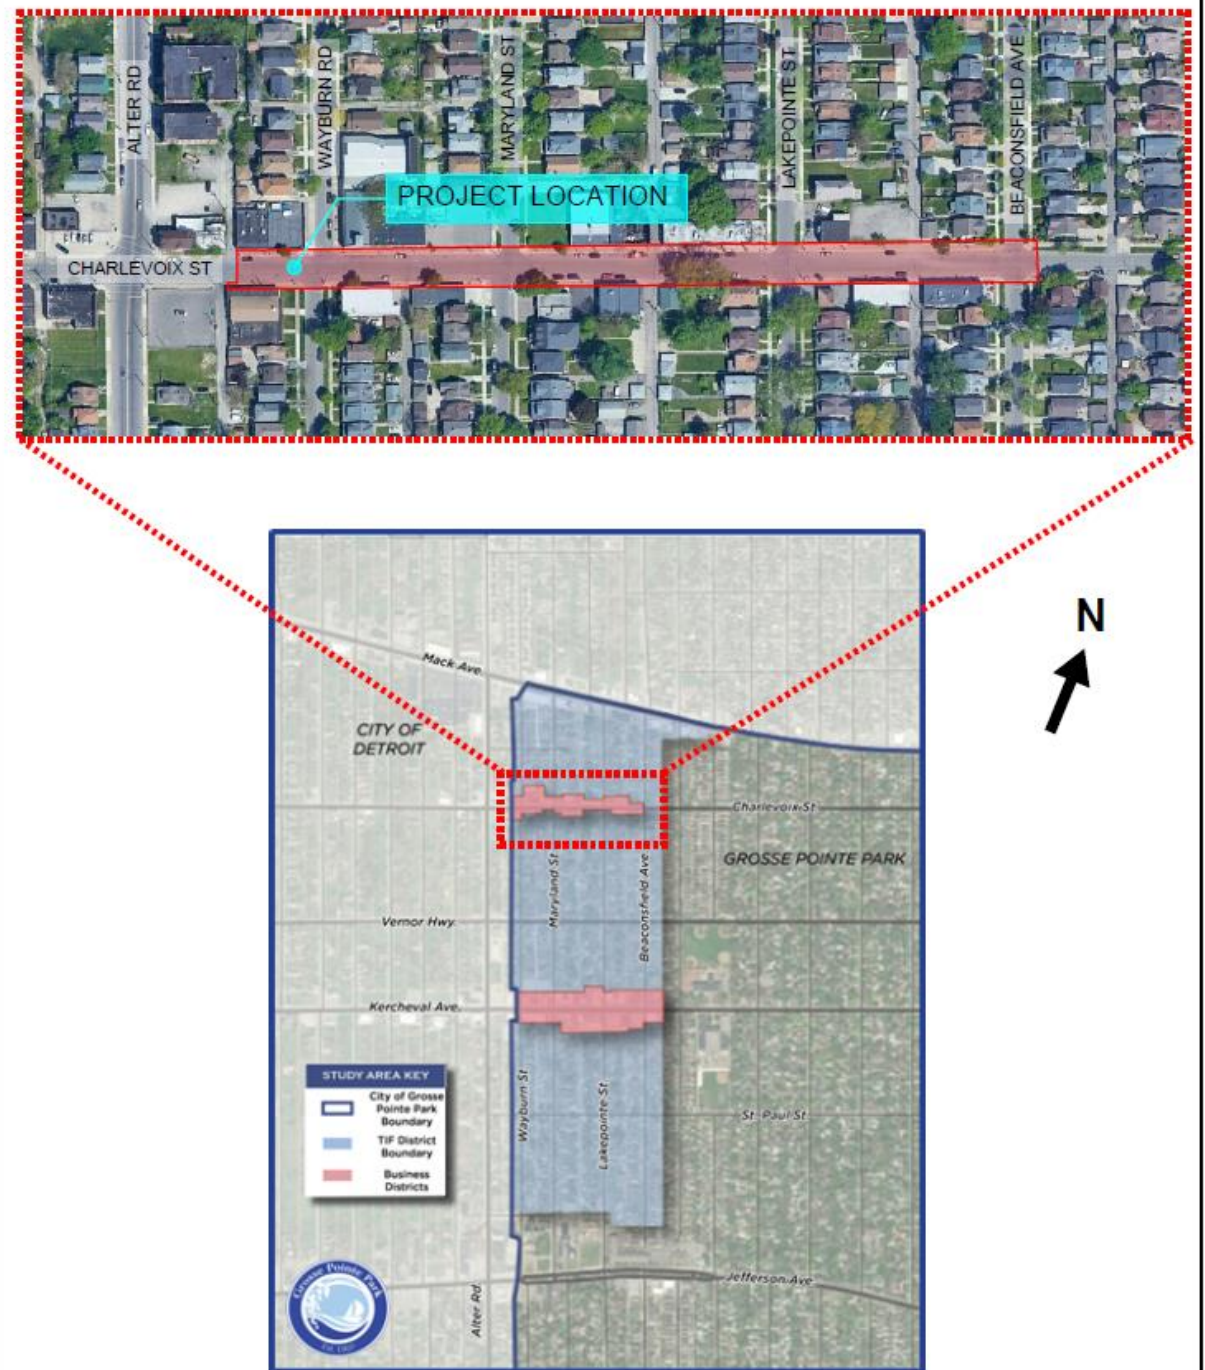 ALTER RD
WAYBURN RD
MARYLAND ST
LAKEPOINTE ST
BEACONSFIELD AVE
PROJECT LOCATION
CHARLEVOIX ST
N
Mack Ave.
CITY OF
DETROIT
Charlevoix St
GROSSE POINTE PARK
Maryland St
Beaconsfield Ave
Vernor Hwy.
Kercheval Ave.
STUDY AREA KEY
City of Grosse
Pointe Park
Boundary
TIF District
Boundary
Business
Districts
Wayburn St
Lakepointe St
St. Paul St
Jefferson Ave
Alter Rd.
Grosse Pointe Park